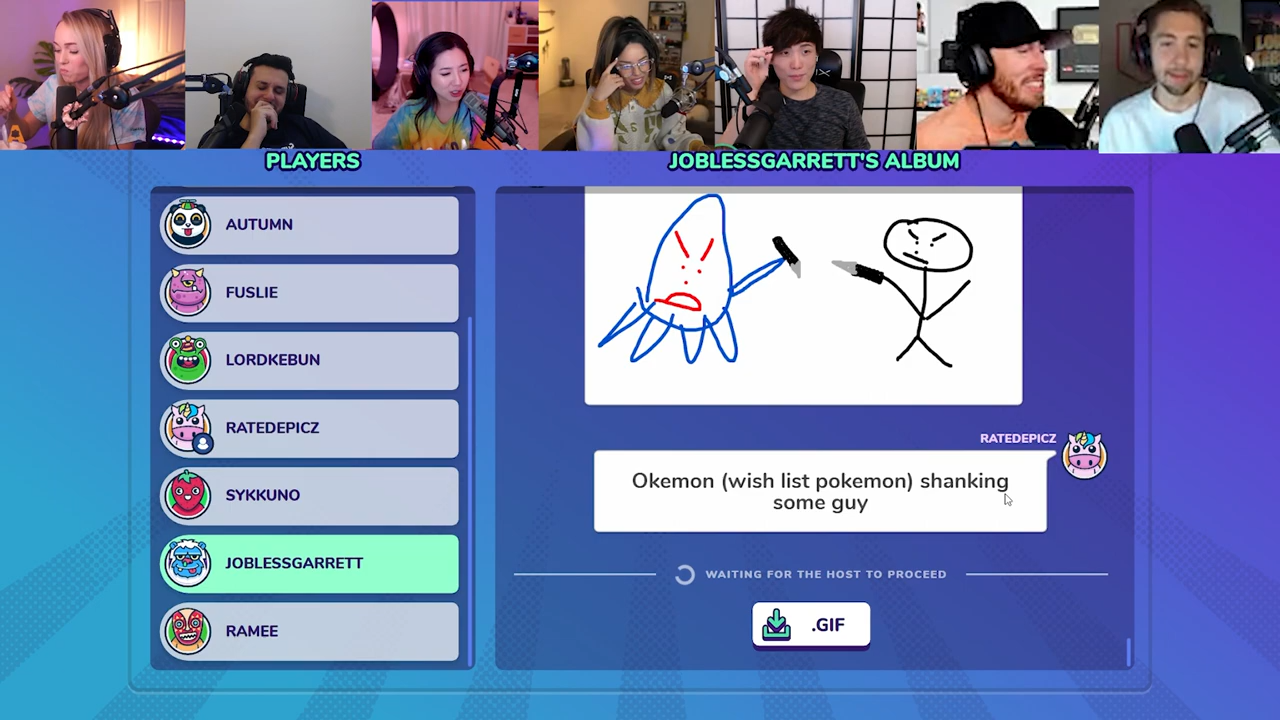 PLAYERS
AUTUMN
FUSLIE
LORDKEBUN
RATEDEPICZ
SYKKUNO
JOBLESSGARRETT
RAMEE
JOBLESSGARRETT'S ALBUM
RATEDEPICZ
Okemon (wish list pokemon) shanking
some guy
WAITING FOR THE HOST TO PROCEED
.GIF